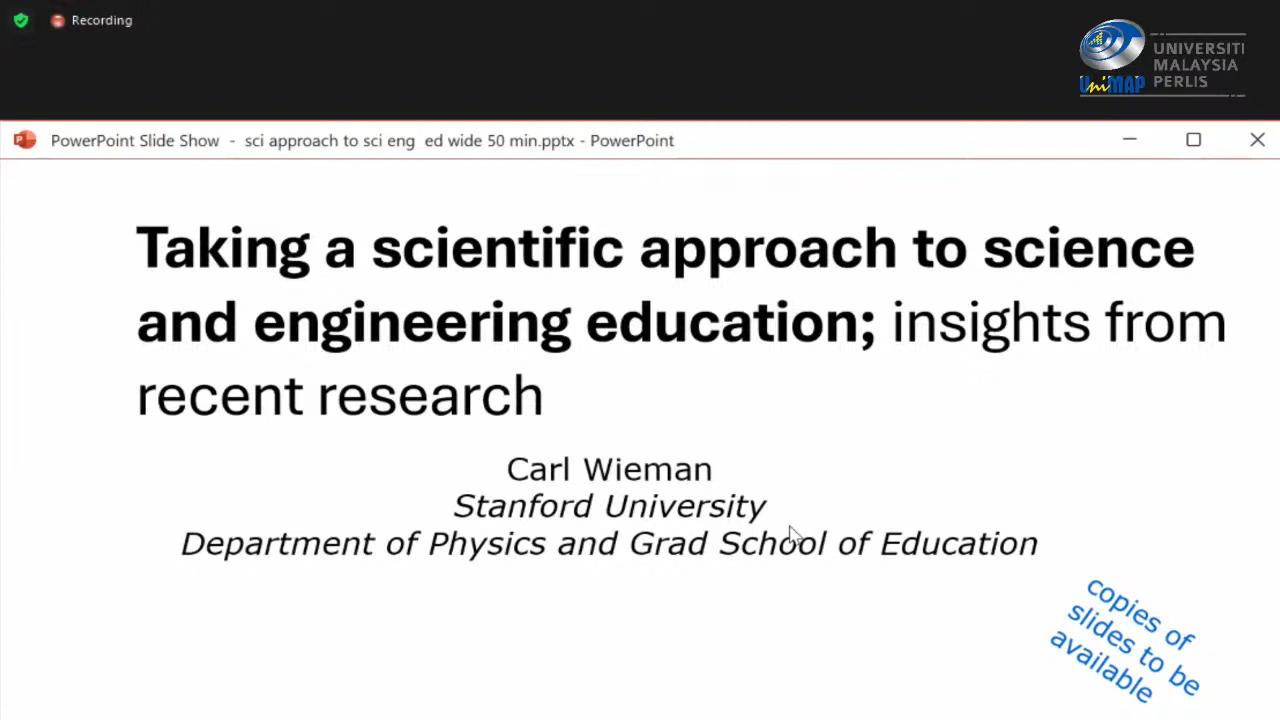 Recording
UNIVERSITI
MALAYSIA
PERLIS
UniMAP
PowerPoint Slide Show - sci approach to sci eng ed wide 50 min.pptx - PowerPoint
Taking a scientific approach to science
and engineering education; insights from
recent research
Carl Wieman
Stanford University
Department of Physics and Grad School of Education
copies of
slides to be
available